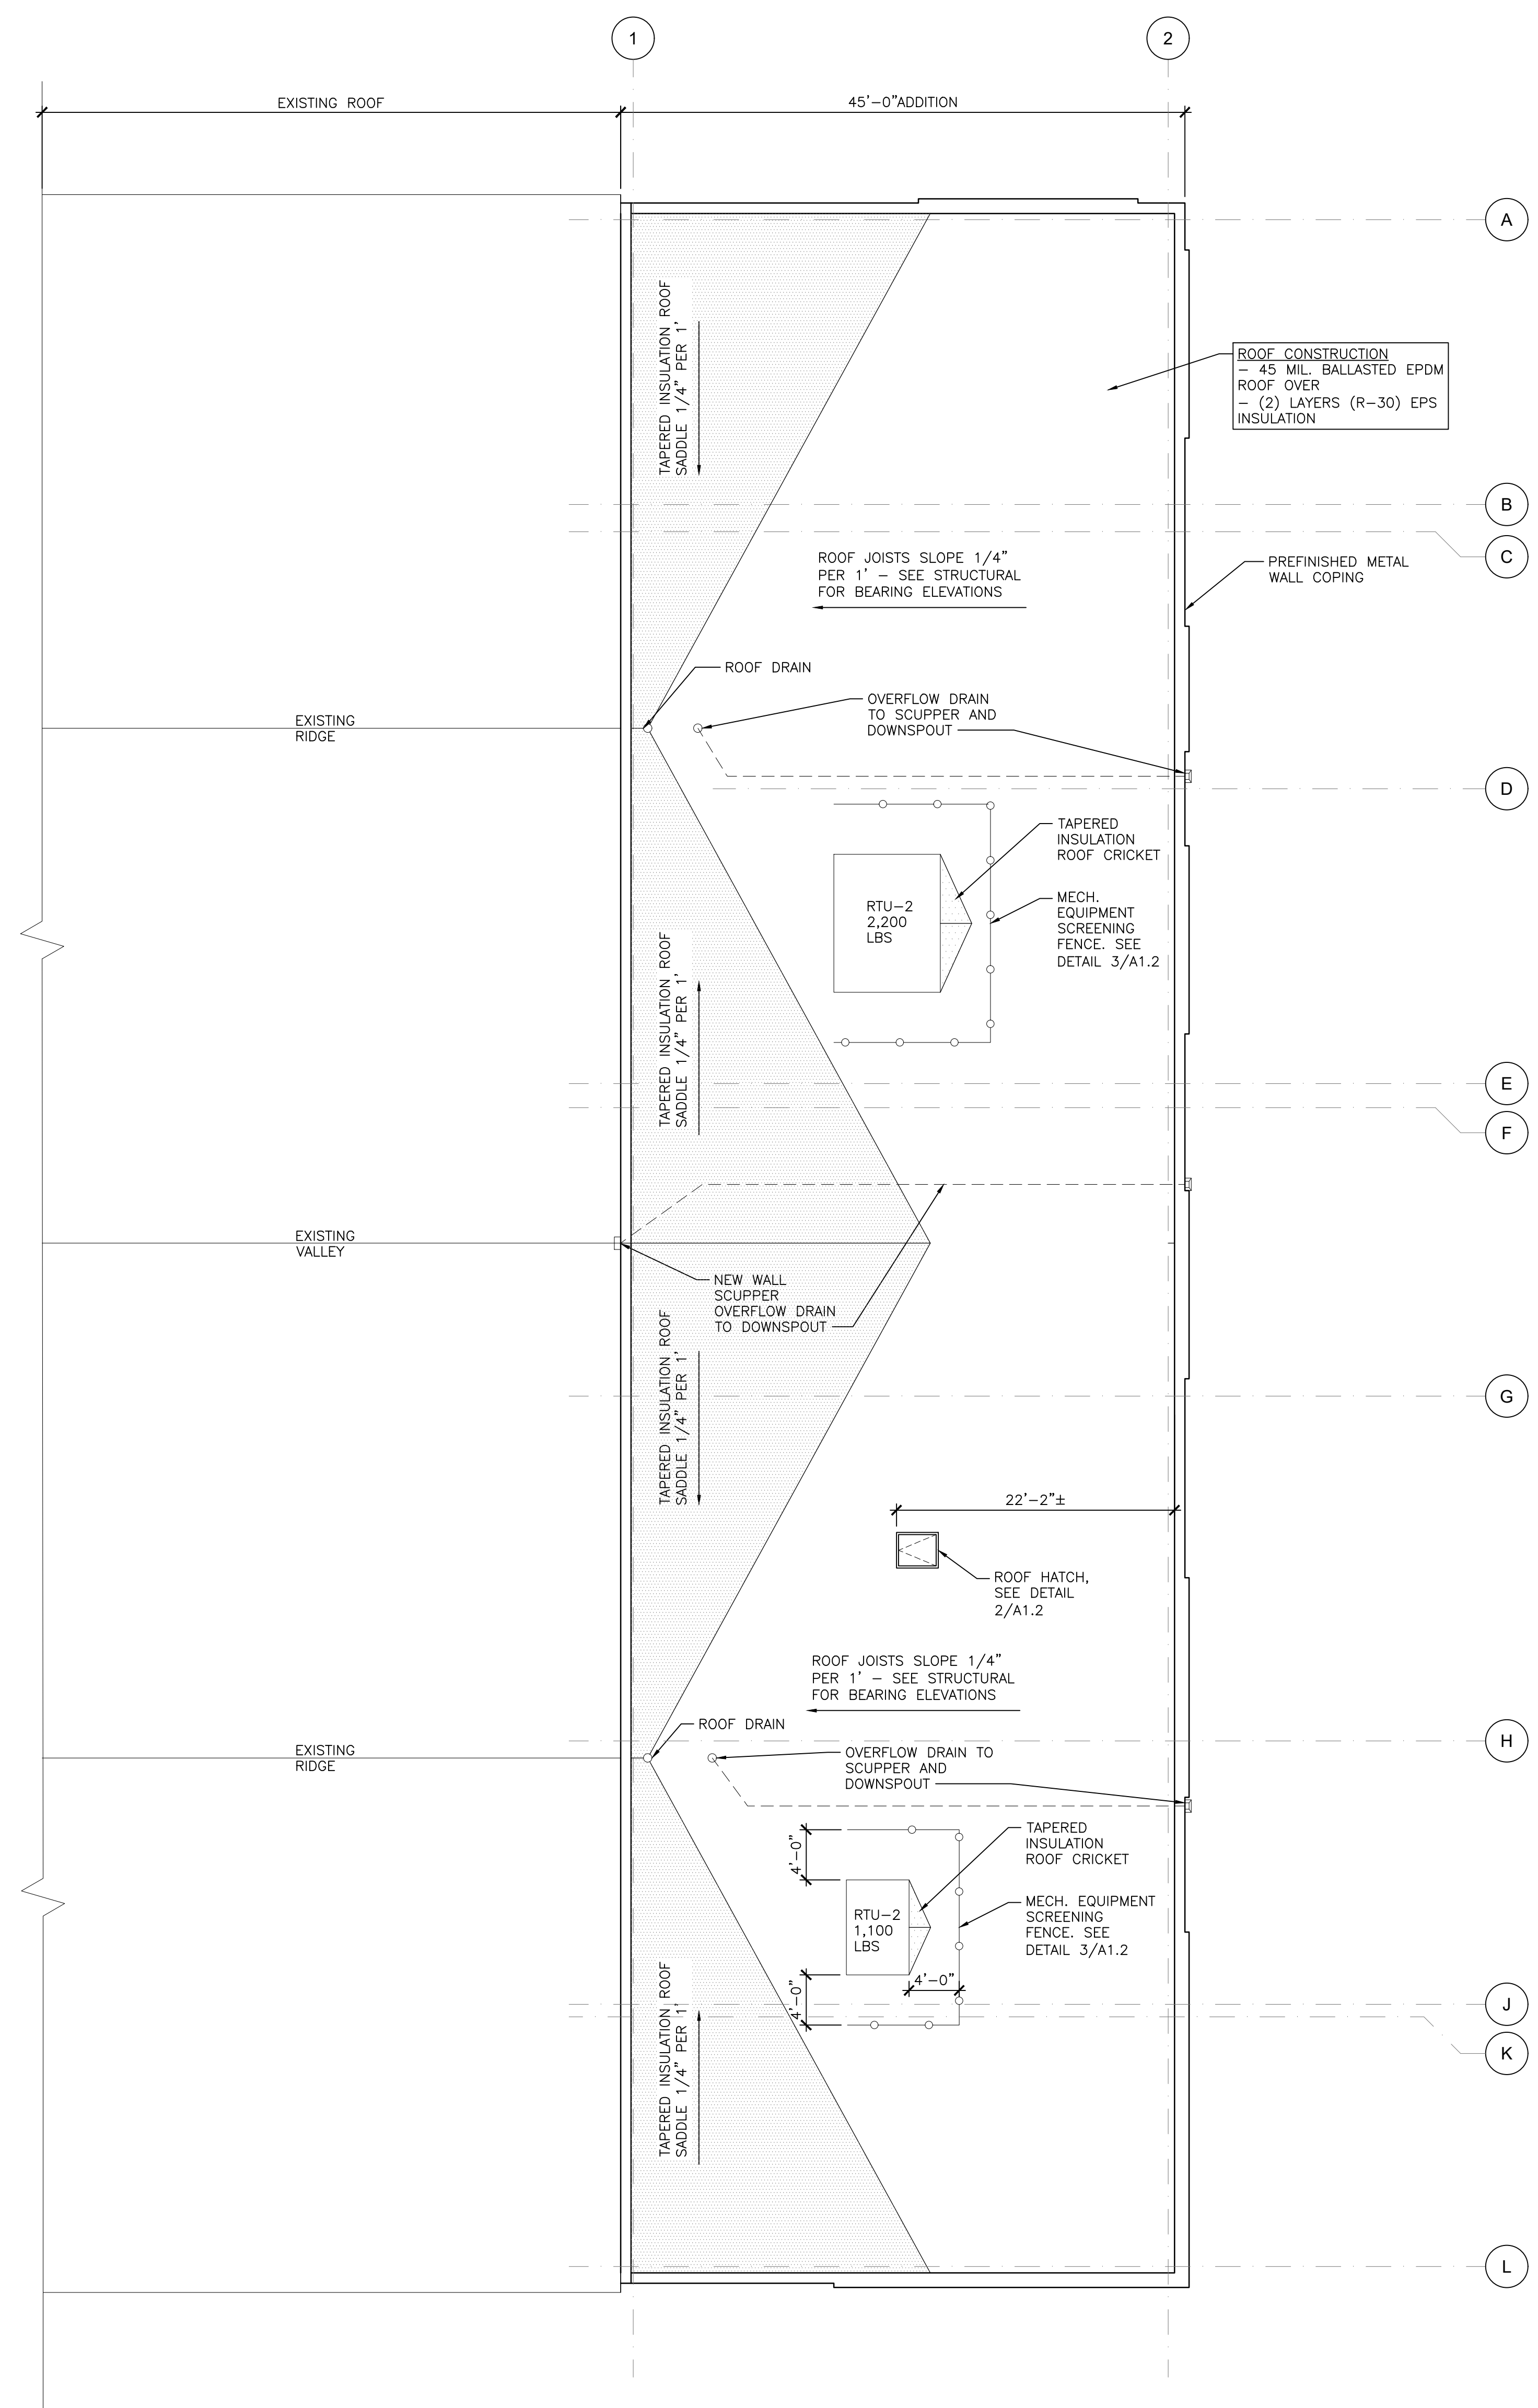 1
2
EXISTING ROOF
45'-0"ADDITION
A
TAPERED INSULATION ROOF
SADDLE 1/4" PER 1'
ROOF CONSTRUCTION
- 45 MIL. BALLASTED EPDM
ROOF OVER
- (2) LAYERS (R-30) EPS
INSULATION
B
C
ROOF JOISTS SLOPE 1/4"
PER 1' - SEE STRUCTURAL
FOR BEARING ELEVATIONS
PREFINISHED METAL
WALL COPING
ROOF DRAIN
OVERFLOW DRAIN
TO SCUPPER AND
DOWNSPOUT
EXISTING
RIDGE
D
TAPERED
INSULATION
ROOF CRICKET
RTU-2
2,200
LBS
MECH.
EQUIPMENT
SCREENING
FENCE. SEE
DETAIL 3/A1.2
TAPERED INSULATION ROOF
SADDLE 1/4" PER 1'
E
F
EXISTING
VALLEY
NEW WALL
SCUPPER
OVERFLOW DRAIN
TO DOWNSPOUT
TAPERED INSULATION ROOF
SADDLE 1/4" PER 1'
G
22'-2"±
ROOF HATCH,
SEE DETAIL
2/A1.2
ROOF JOISTS SLOPE 1/4"
PER 1' - SEE STRUCTURAL
FOR BEARING ELEVATIONS
ROOF DRAIN
H
EXISTING
RIDGE
OVERFLOW DRAIN TO
SCUPPER AND
DOWNSPOUT
4'-0"
TAPERED
INSULATION
ROOF CRICKET
RTU-2
1,100
LBS
MECH. EQUIPMENT
SCREENING
FENCE. SEE
DETAIL 3/A1.2
4'-0"
4'-0"
TAPERED INSULATION ROOF
SADDLE 1/4" PER 1'
J
K
L